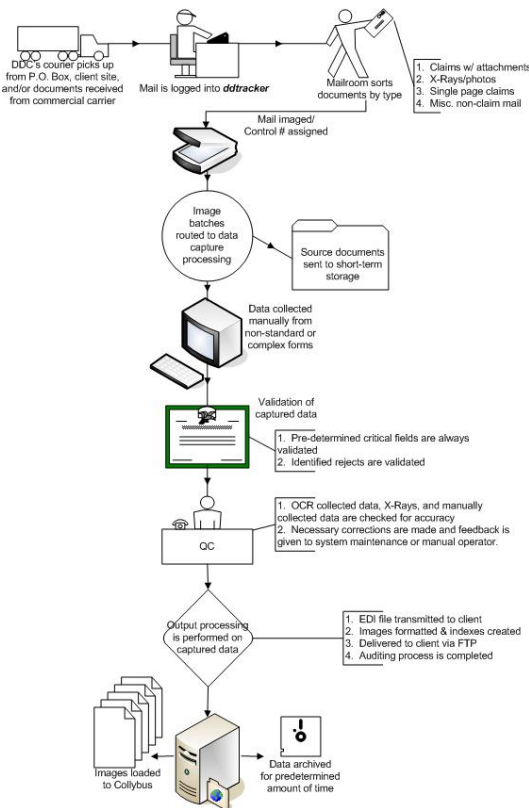 DDC's courier picks up
from P.O. Box, client site,
and/or documents received
from commercial carrier
Mail is logged into ddtracker
Mailroom sorts
documents by type
1. Claims w/ attachments
2. X-Rays/photos
3. Single page claims
4. Misc. non-claim mail
Mail imaged/
Control # assigned
Image
batches
routed to data
capture
processing
Source documents
sent to short-term
storage
Data collected
manually from
non-standard or
complex forms
Validation of
captured data
1. Pre-determined critical fields are always
validated
2. Identified rejects are validated
1. OCR collected data, X-Rays, and manually
collected data are checked for accuracy
2. Necessary corrections are made and feedback is
given to system maintenance or manual operator.
QC
Output processing
is performed on
captured data
1. EDI file transmitted to client
2. Images formatted & indexes created
3. Delivered to client via FTP
4. Auditing process is completed
Images loaded
to Collybus
Data archived
for predetermined
amount of time